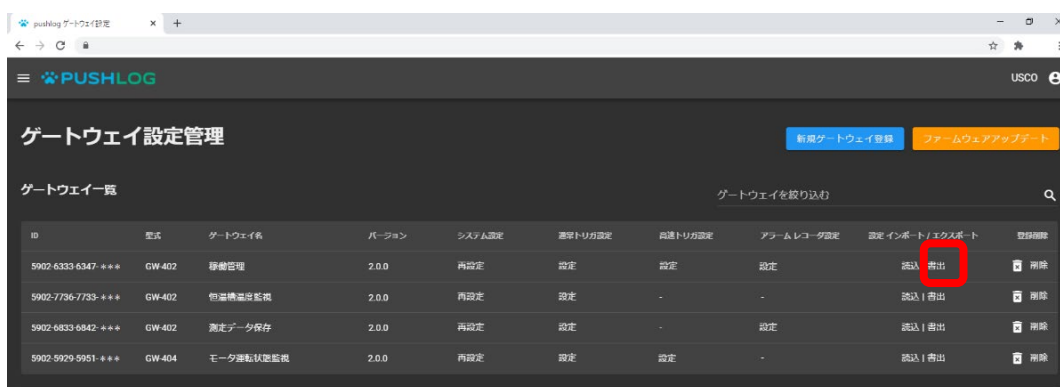 pushlog ゲートウェイ設定
PUSHLOG
USCO
ゲートウェイ設定管理
新規ゲートウェイ登録
ファームウェアアップデート
ゲートウェイ一覧
ゲートウェイを絞り込む
ID 型式 ゲートウェイ名 バージョン システム設定 通常トリガ設定 高速トリガ設定 アラームレコーダ設定 設定インポート/エクスポート 登録削除
5902-6333-6347-*** GW-402 稼働管理 2.0.0 再設定 設定 設定 設定 読込 | 書出 削除
5902-7736-7733-*** GW-402 恒温槽温度監視 2.0.0 再設定 設定 - - 読込 | 書出 削除
5902-6833-6842-*** GW-402 測定データ保存 2.0.0 再設定 設定 - 設定 読込 | 書出 削除
5902-5929-5951-*** GW-404 モータ運転状態監視 2.0.0 再設定 設定 設定 - 読込 | 書出 削除